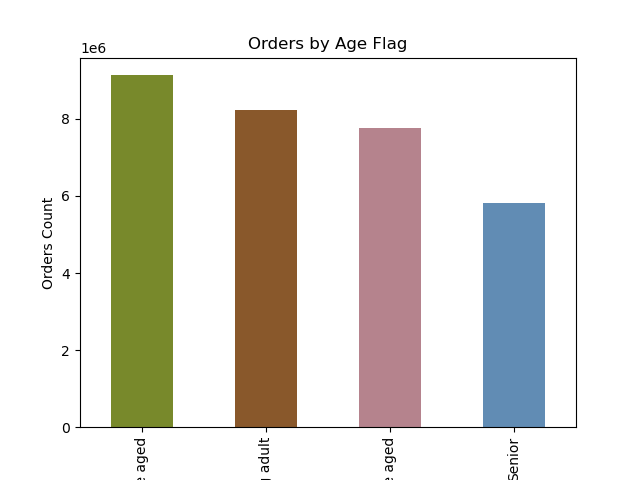 Orders by Age Flag
1e6
8
6
4
2
0
Orders Count
aged
adult
aged
Senior